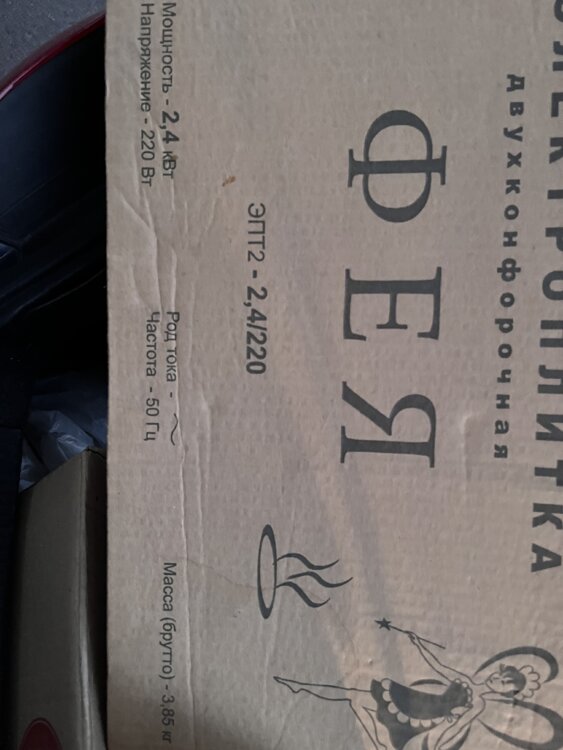 ЭЛЕКТРОПЛИТКА
двухконфорочная
ФЕЯ
ЭПТ2 - 2,4/220
Мощность - 2,4 кВт
Напряжение - 220 Вт
Род тока - ~
Частота - 50 Гц
Масса (брутто) - 3,85 кг